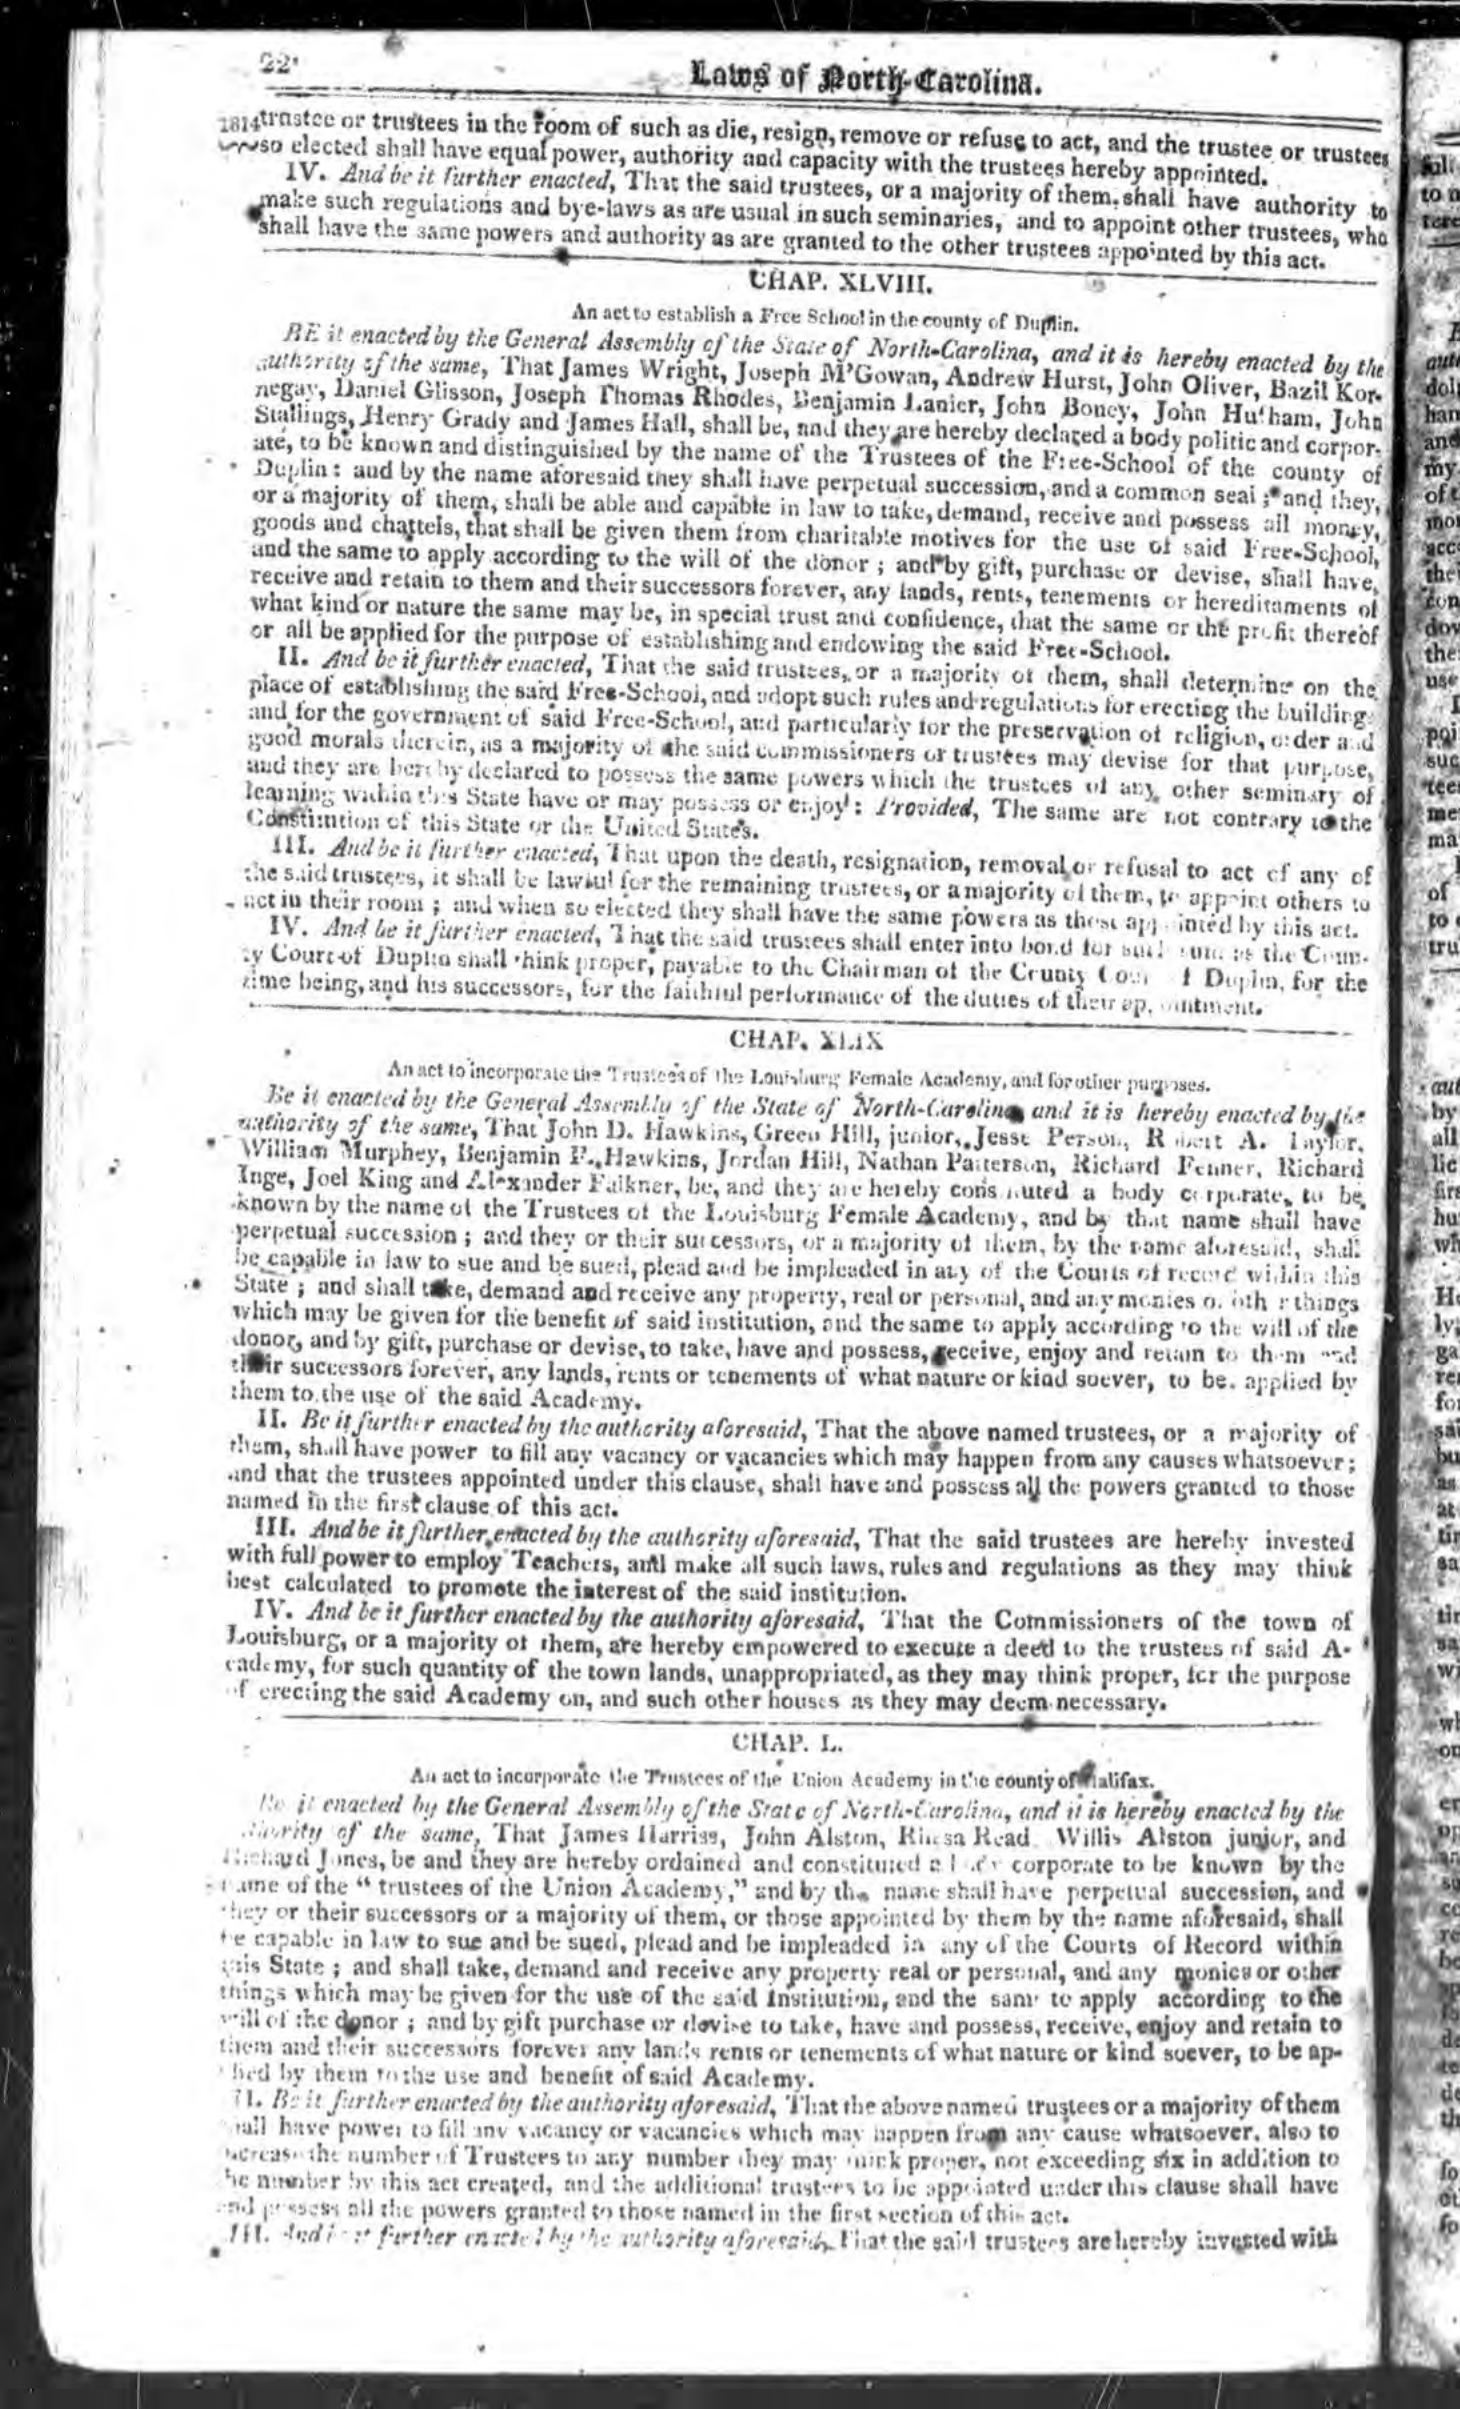 22
Laws of North-Carolina.
1814 trustee or trustees in the room of such as die, resign, remove or refuse to act, and the trustee or trustees
so elected shall have equal power, authority and capacity with the trustees hereby appointed.
IV. And be it further enacted, That the said trustees, or a majority of them, shall have authority to
make such regulations and bye-laws as are usual in such seminaries, and to appoint other trustees, who
shall have the same powers and authority as are granted to the other trustees appointed by this act.
CHAP. XLVIII.
An act to establish a Free School in the county of Duplin.
BE it enacted by the General Assembly of the State of North-Carolina, and it is hereby enacted by the
authority of the same, That James Wright, Joseph M'Gowan, Andrew Hurst, John Oliver, Bazil Kor-
negay, Daniel Glisson, Joseph Thomas Rhodes, Benjamin Lanier, John Boney, John Hufham, John
Stallings, Henry Grady and James Hall, shall be, and they are hereby declared a body politic and corpor-
ate, to be known and distinguished by the name of the Trustees of the Free-School of the county of
Duplin: and by the name aforesaid they shall have perpetual succession, and a common seal; and they,
or a majority of them, shall be able and capable in law to take, demand, receive and possess all money,
goods and chattels, that shall be given them from charitable motives for the use of said Free-School,
and the same to apply according to the will of the donor; and by gift, purchase or devise, shall have,
receive and retain to them and their successors forever, any lands, rents, tenements or hereditaments of
what kind or nature the same may be, in special trust and confidence, that the same or the profit thereof
or all be applied for the purpose of establishing and endowing the said Free-School.
II. And be it further enacted, That the said trustees, or a majority of them, shall determine on the
place of establishing the said Free-School, and adopt such rules and regulations for erecting the building
and for the government of said Free-School, and particularly for the preservation of religion, order and
good morals therein, as a majority of the said commissioners or trustees may devise for that purpose,
and they are hereby declared to possess the same powers which the trustees of any other seminary of
learning within this State have or may possess or enjoy: Provided, The same are not contrary to the
Constitution of this State or the United States.
III. And be it further enacted, That upon the death, resignation, removal or refusal to act of any of
the said trustees, it shall be lawful for the remaining trustees, or a majority of them, to appoint others to
act in their room; and when so elected they shall have the same powers as those appointed by this act.
IV. And be it further enacted, That the said trustees shall enter into bond for such sum as the Coun-
ty Court of Duplin shall think proper, payable to the Chairman of the County Court of Duplin, for the
time being, and his successors, for the faithful performance of the duties of their appointment.
CHAP. XLIX
An act to incorporate the Trustees of the Louisburg Female Academy, and for other purposes.
Be it enacted by the General Assembly of the State of North-Carolina, and it is hereby enacted by the
authority of the same, That John D. Hawkins, Green Hill, junior, Jesse Person, Robert A. Taylor,
William Murphey, Benjamin F. Hawkins, Jordan Hill, Nathan Patterson, Richard Fenner, Richard
Inge, Joel King and Alexander Falkner, be, and they are hereby constituted a body corporate, to be
known by the name of the Trustees of the Louisburg Female Academy, and by that name shall have
perpetual succession; and they or their successors, or a majority of them, by the name aforesaid, shall
be capable in law to sue and be sued, plead and be impleaded in any of the Courts of record within this
State; and shall take, demand and receive any property, real or personal, and any monies or other things
which may be given for the benefit of said institution, and the same to apply according to the will of the
donor, and by gift, purchase or devise, to take, have and possess, receive, enjoy and retain to them and
their successors forever, any lands, rents or tenements of what nature or kind soever, to be applied by
them to the use of the said Academy.
II. Be it further enacted by the authority aforesaid, That the above named trustees, or a majority of
them, shall have power to fill any vacancy or vacancies which may happen from any causes whatsoever;
and that the trustees appointed under this clause, shall have and possess all the powers granted to those
named in the first clause of this act.
III. And be it further enacted by the authority aforesaid, That the said trustees are hereby invested
with full power to employ Teachers, and make all such laws, rules and regulations as they may think
best calculated to promote the interest of the said institution.
IV. And be it further enacted by the authority aforesaid, That the Commissioners of the town of
Louisburg, or a majority of them, are hereby empowered to execute a deed to the trustees of said A-
cademy, for such quantity of the town lands, unappropriated, as they may think proper, for the purpose
of erecting the said Academy on, and such other houses as they may deem necessary.
CHAP. L.
An act to incorporate the Trustees of the Union Academy in the county of Halifax.
Be it enacted by the General Assembly of the State of North-Carolina, and it is hereby enacted by the
authority of the same, That James Harriss, John Alston, Read Willis Alston junior, and
Richard Jones, be and they are hereby ordained and constituted a body corporate to be known by the
name of the "trustees of the Union Academy," and by the name shall have perpetual succession, and
they or their successors or a majority of them, or those appointed by them by the name aforesaid, shall
be capable in law to sue and be sued, plead and be impleaded in any of the Courts of Record within
this State; and shall take, demand and receive any property real or personal, and any monies or other
things which may be given for the use of the said Institution, and the same to apply according to the
will of the donor; and by gift purchase or devise to take, have and possess, receive, enjoy and retain to
them and their successors forever any lands rents or tenements of what nature or kind soever, to be ap-
plied by them to the use and benefit of said Academy.
II. Be it further enacted by the authority aforesaid, That the above named trustees or a majority of them
shall have power to fill any vacancy or vacancies which may happen from any cause whatsoever, also to
increase the number of Trustees to any number they may think proper, not exceeding six in addition to
the number by this act created, and the additional trustees to be appointed under this clause shall have
and possess all the powers granted to those named in the first section of this act.
III. And be it further enacted by the authority aforesaid, That the said trustees are hereby invested with